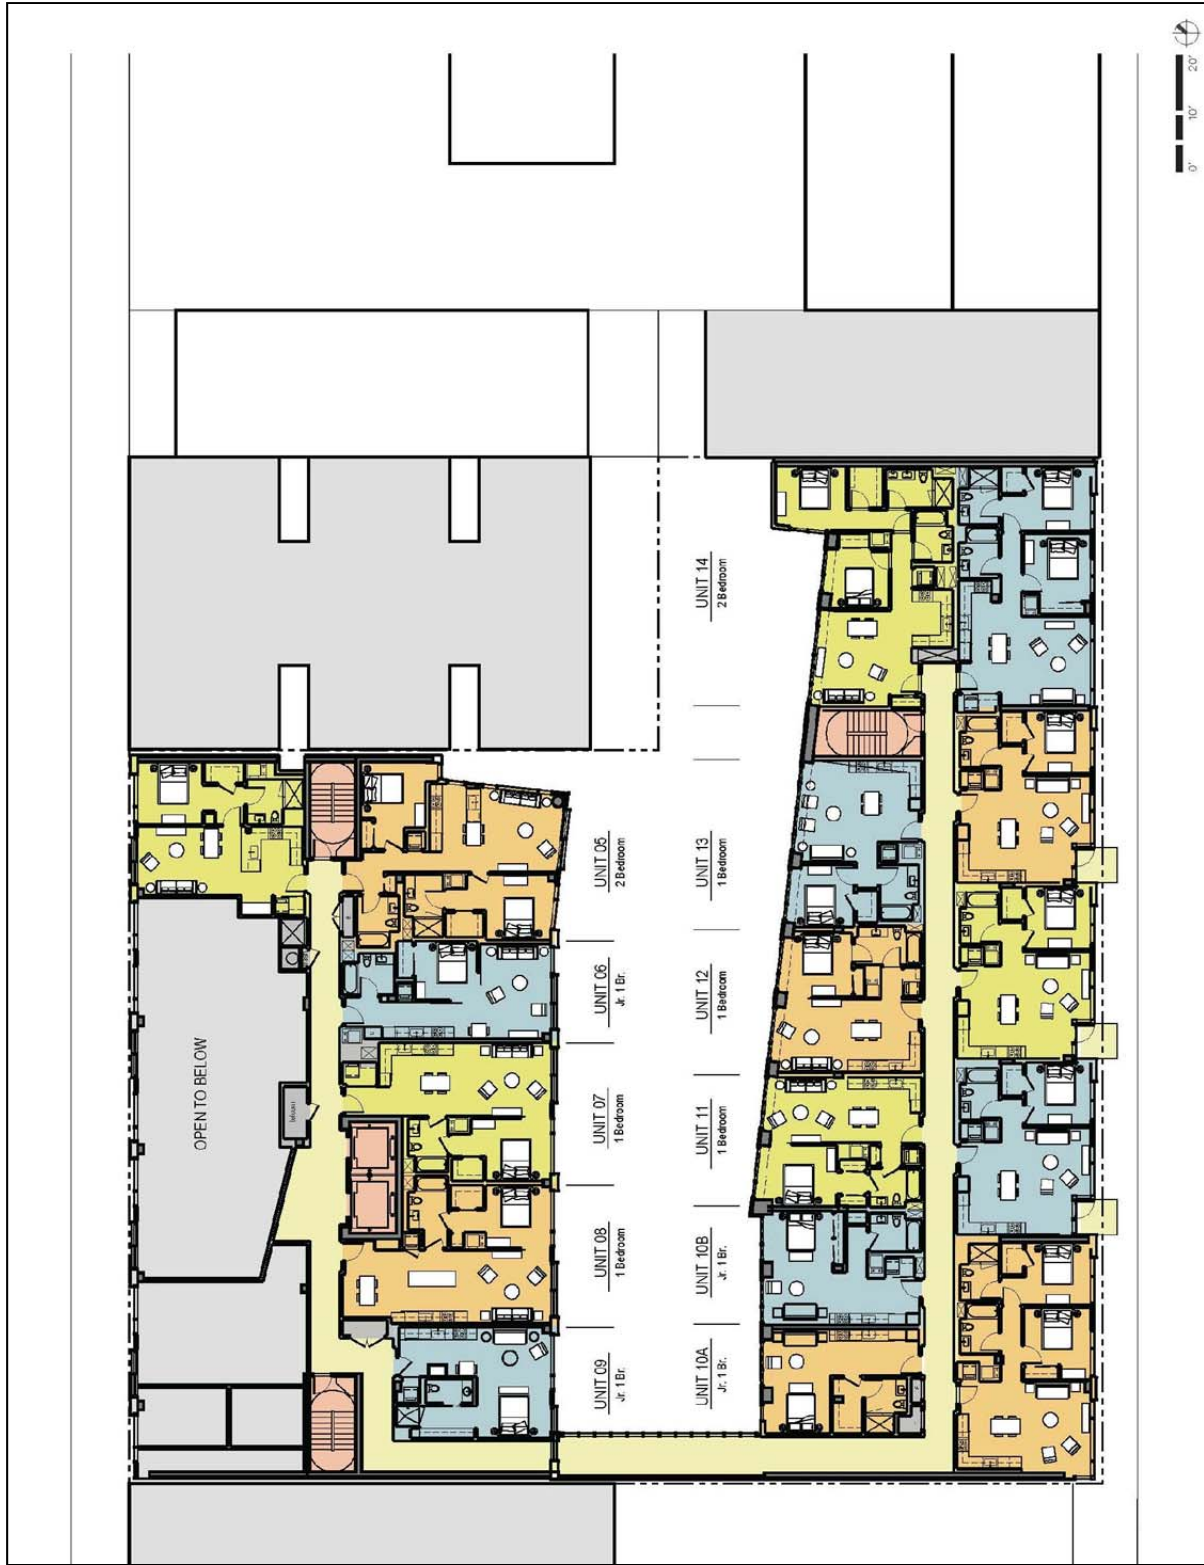 0' 10' 20'
UNIT 14
2 Bedroom
UNIT 13
1 Bedroom
UNIT 12
1 Bedroom
UNIT 11
1 Bedroom
UNIT 10B
Jr. 1 Br.
UNIT 10A
Jr. 1 Br.
UNIT 05
2 Bedroom
UNIT 06
Jr. 1 Br.
UNIT 07
1 Bedroom
UNIT 08
1 Bedroom
UNIT 09
Jr. 1 Br.
OPEN TO BELOW